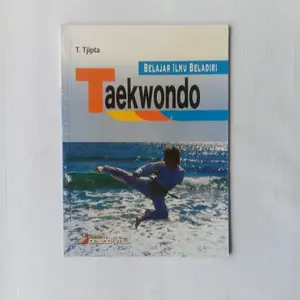 T. Tjipta
BELAJAR ILMU BELADIRI
Taekwondo